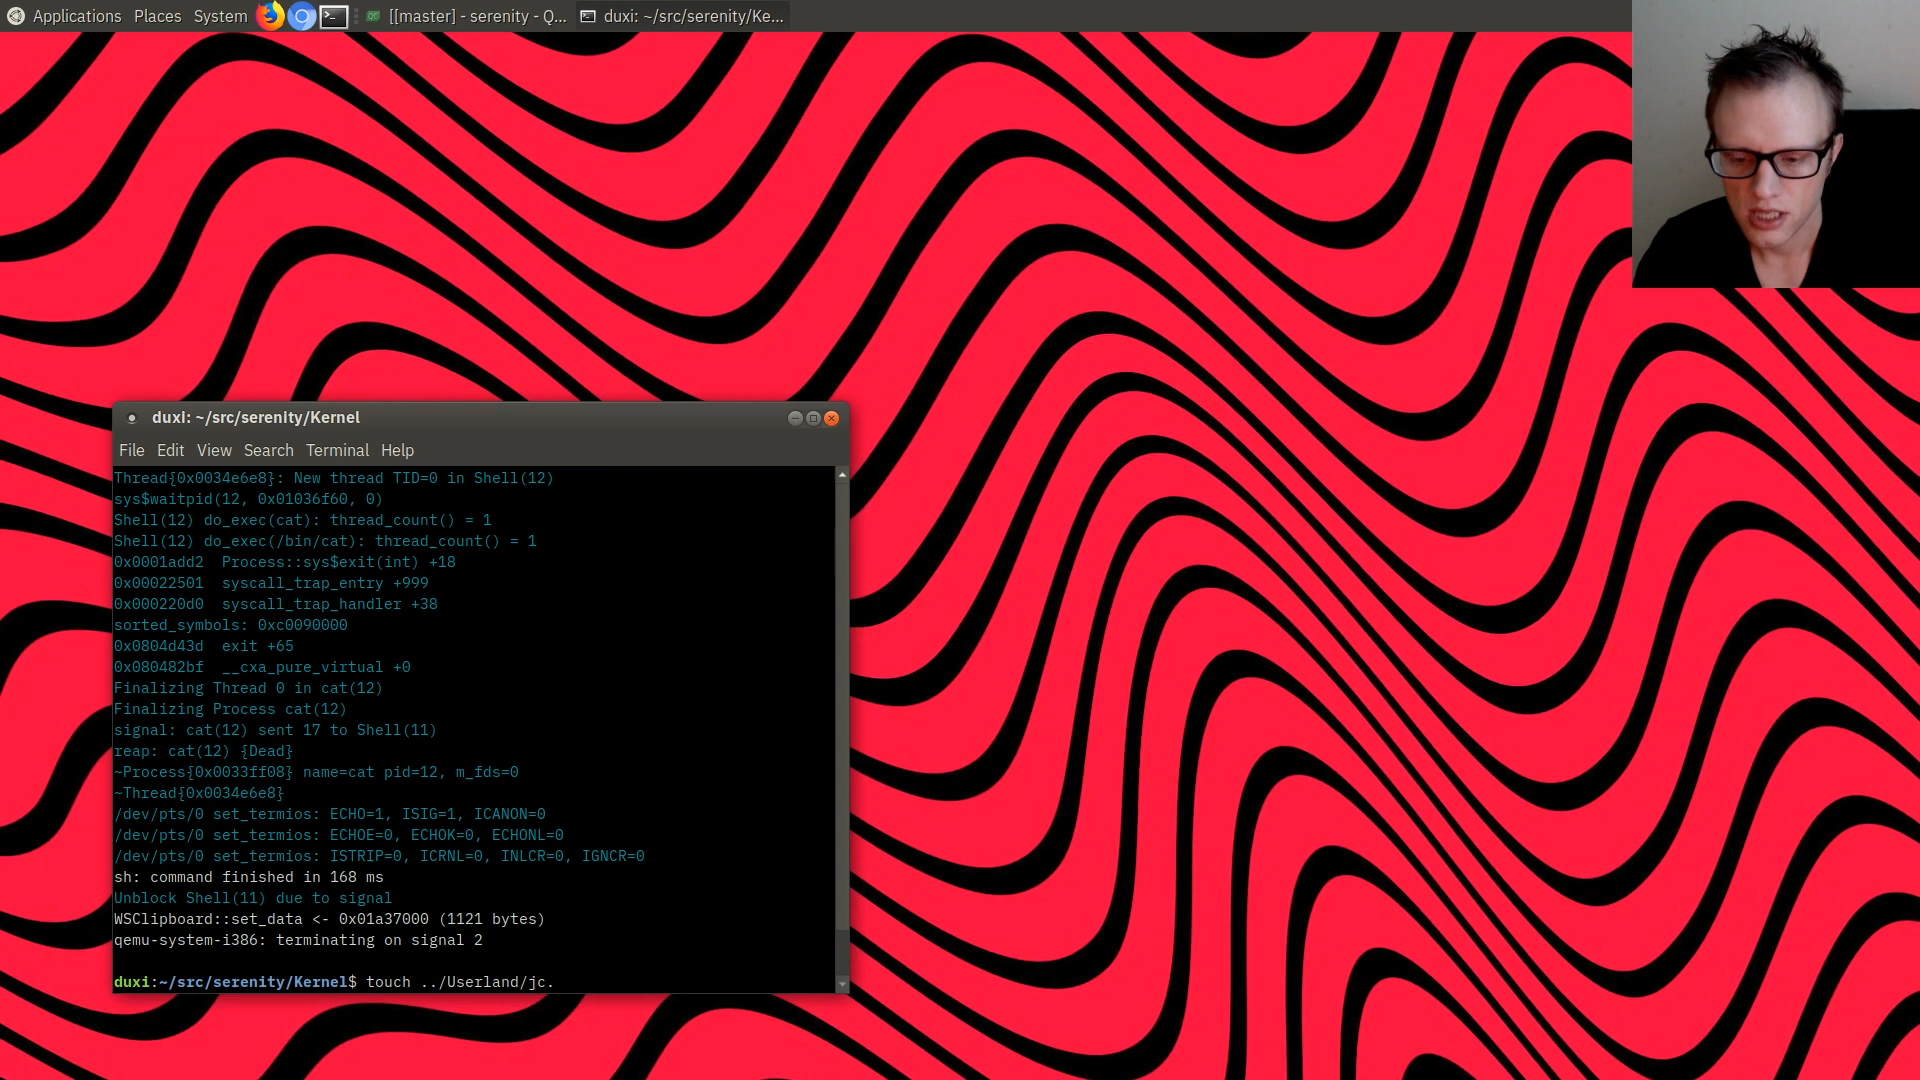 Applications Places System [[master] - serenity - Q... duxi: ~/src/serenity/Ke...
duxi: ~/src/serenity/Kernel
File Edit View Search Terminal Help
Thread{0x0034e6e8}: New thread TID=0 in Shell(12)
sys$waitpid(12, 0x01036f60, 0)
Shell(12) do_exec(cat): thread_count() = 1
Shell(12) do_exec(/bin/cat): thread_count() = 1
0x0001add2  Process::sys$exit(int) +18
0x00022501  syscall_trap_entry +999
0x000220d0  syscall_trap_handler +38
sorted_symbols: 0xc0090000
0x0804d43d  exit +65
0x080482bf  __cxa_pure_virtual +0
Finalizing Thread 0 in cat(12)
Finalizing Process cat(12)
signal: cat(12) sent 17 to Shell(11)
reap: cat(12) {Dead}
~Process{0x0033ff08} name=cat pid=12, m_fds=0
~Thread{0x0034e6e8}
/dev/pts/0 set_termios: ECHO=1, ISIG=1, ICANON=0
/dev/pts/0 set_termios: ECHOE=0, ECHOK=0, ECHONL=0
/dev/pts/0 set_termios: ISTRIP=0, ICRNL=0, INLCR=0, IGNCR=0
sh: command finished in 168 ms
Unblock Shell(11) due to signal
WSClipboard::set_data <- 0x01a37000 (1121 bytes)
qemu-system-i386: terminating on signal 2
duxi:~/src/serenity/Kernel$ touch ../Userland/jc.